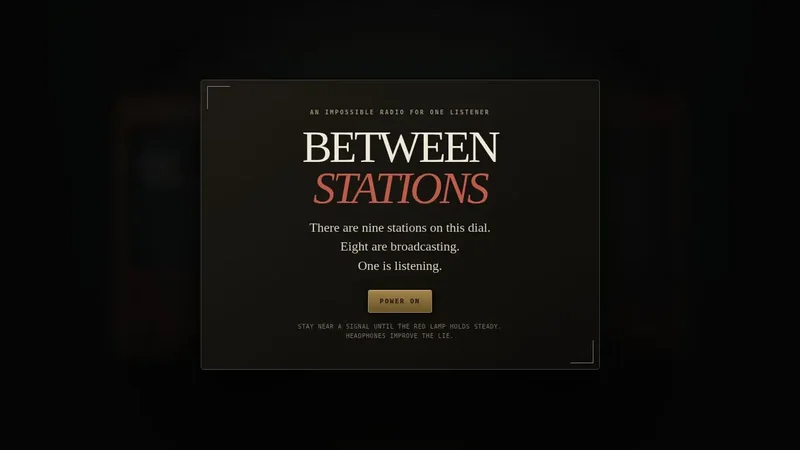 AN IMPOSSIBLE RADIO FOR ONE LISTENER
BETWEEN
STATIONS
There are nine stations on this dial.
Eight are broadcasting.
One is listening.
POWER ON
STAY NEAR A SIGNAL UNTIL THE RED LAMP HOLDS STEADY.
HEADPHONES IMPROVE THE LIE.